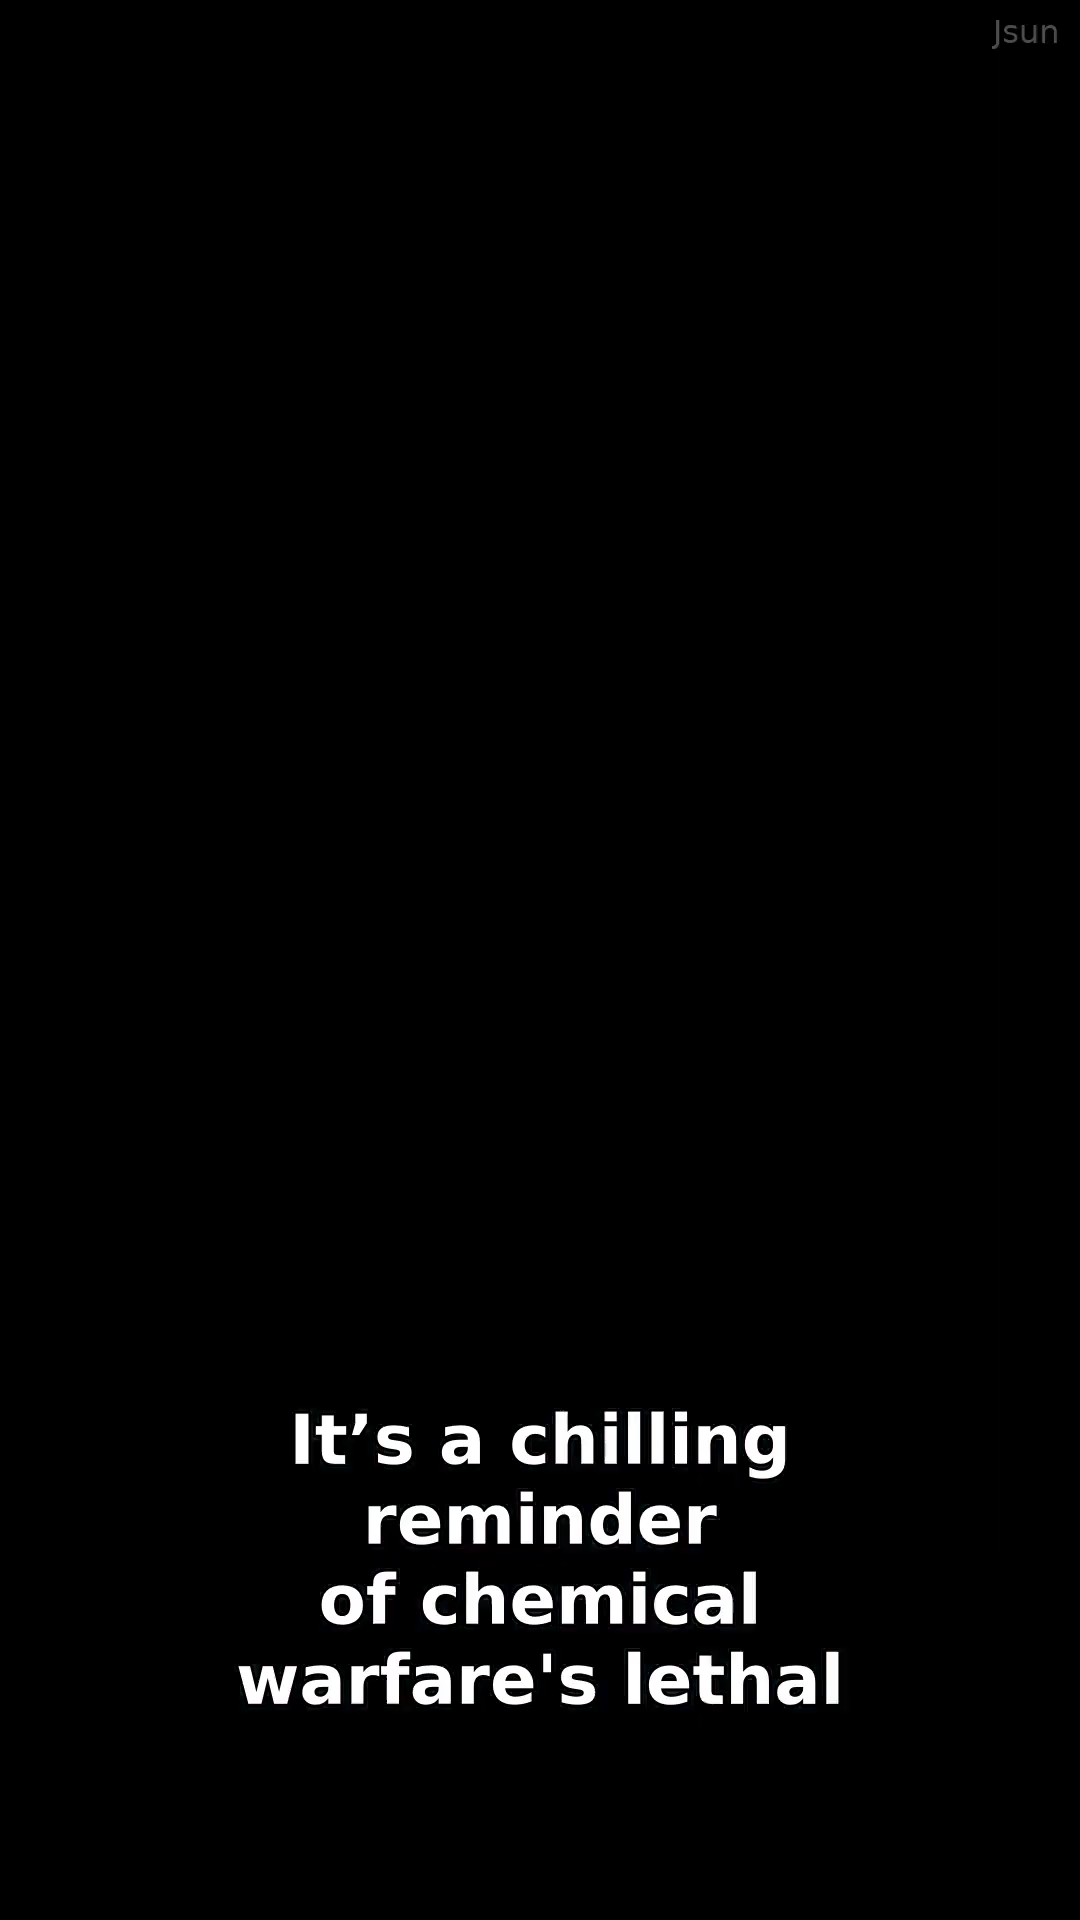 Jsun
It’s a chilling
reminder
of chemical
warfare's lethal